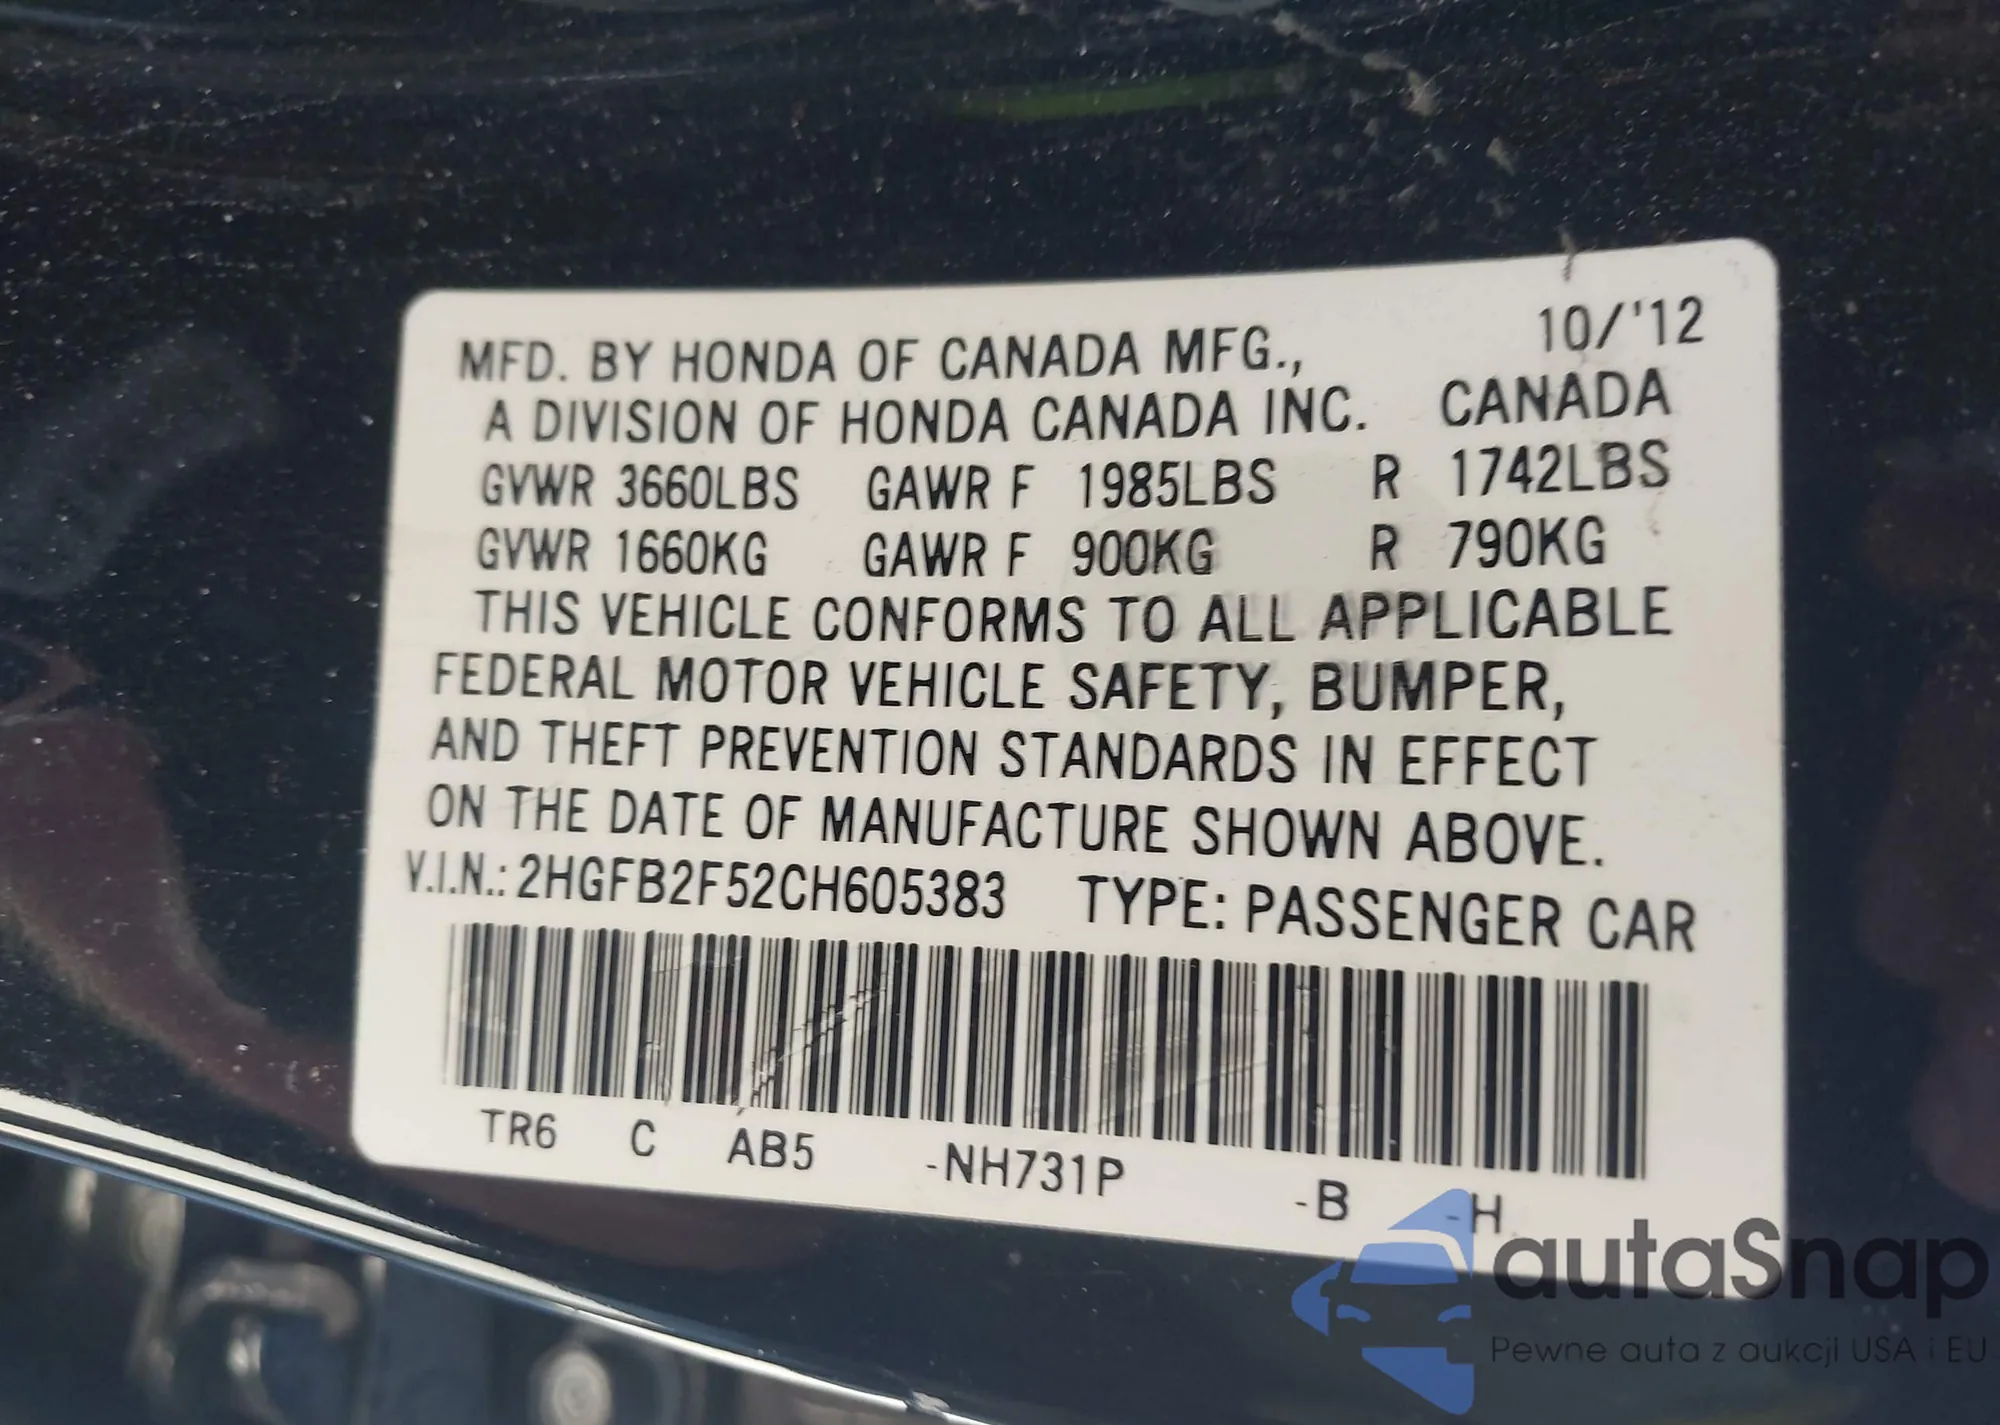 10/'12
MFD. BY HONDA OF CANADA MFG.,
A DIVISION OF HONDA CANADA INC. CANADA
GVWR 3660LBS GAWR F 1985LBS R 1742LBS
GVWR 1660KG GAWR F 900KG R 790KG
THIS VEHICLE CONFORMS TO ALL APPLICABLE
FEDERAL MOTOR VEHICLE SAFETY, BUMPER,
AND THEFT PREVENTION STANDARDS IN EFFECT
ON THE DATE OF MANUFACTURE SHOWN ABOVE.
V.I.N.: 2HGFB2F52CH605383 TYPE: PASSENGER CAR
TR6 C AB5 -NH731P -B -H
autaSnap
Pewne auta z aukcji USA i EU